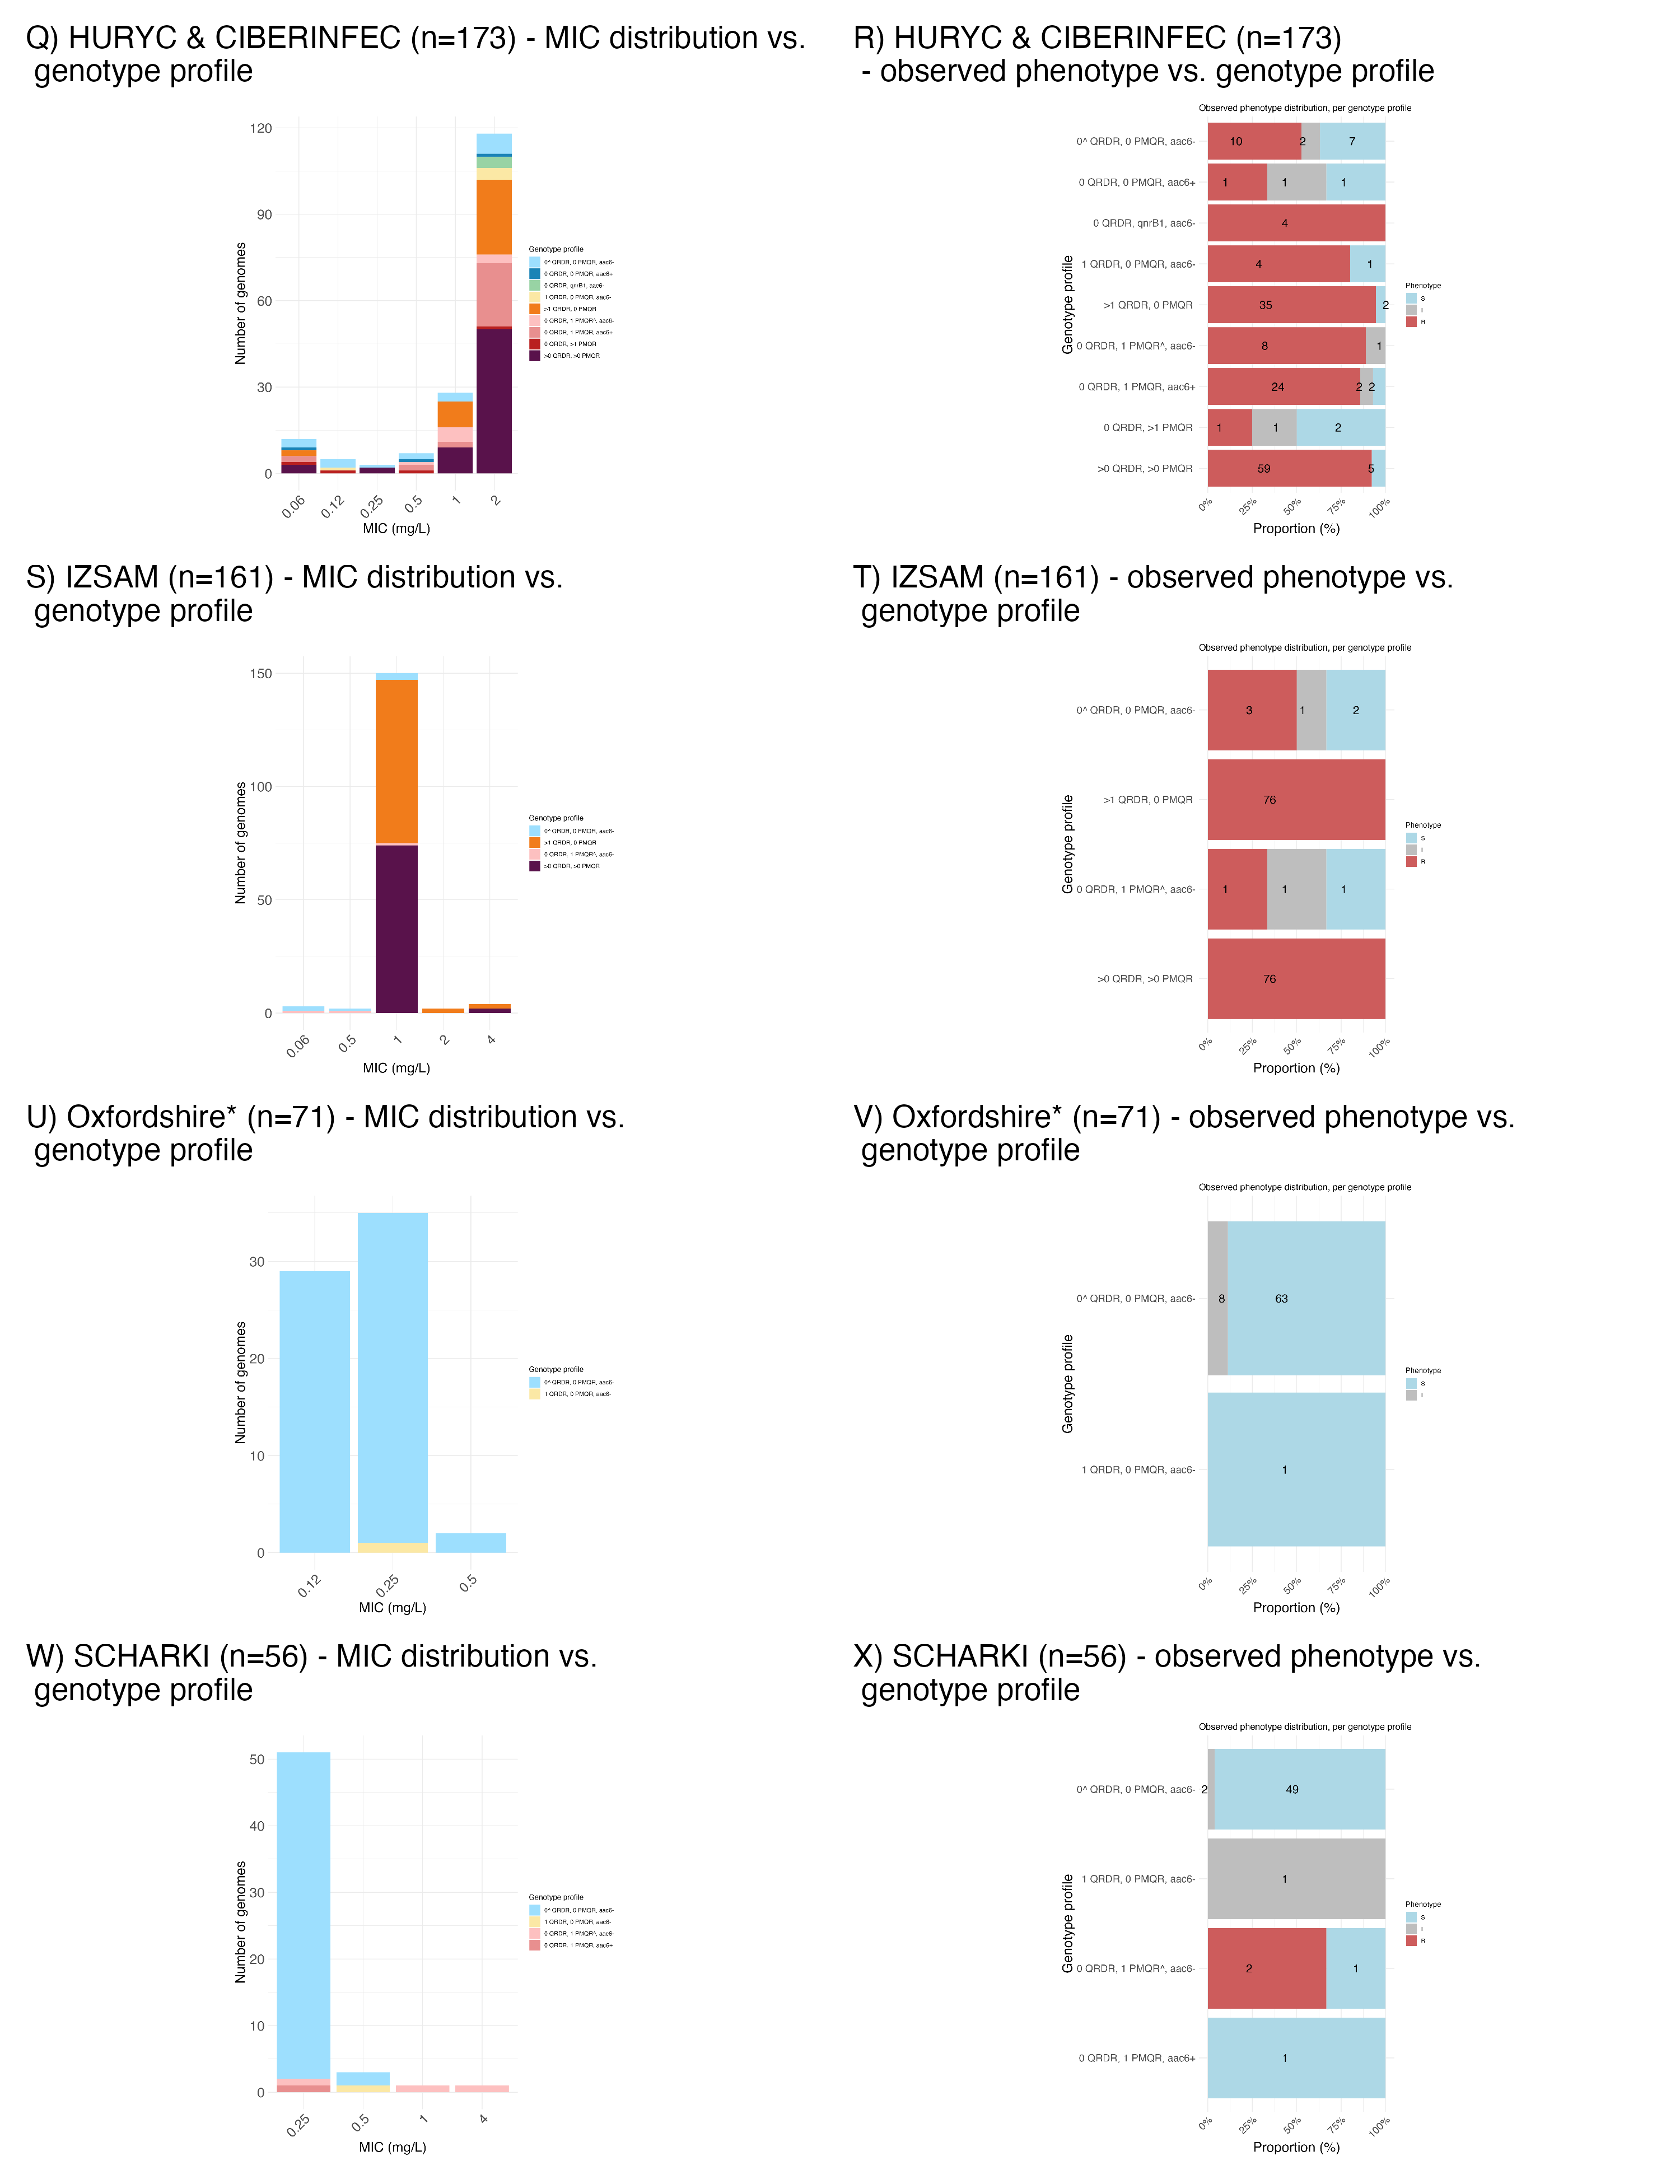 Q) HURYC & CIBERINFEC (n=173) - MIC distribution vs.
genotype profile
120
90
60
30
0
Number of genomes
0.06
0.12
0.25
0.5
1
2
MIC (mg/L)
Genotype profile
0^ QRDR, 0 PMQR, aac6-
0 QRDR, 0 PMQR, aac6+
0 QRDR, qnrB1, aac6-
1 QRDR, 0 PMQR, aac6-
>1 QRDR, 0 PMQR
0 QRDR, 1 PMQR^, aac6-
0 QRDR, 1 PMQR, aac6+
0 QRDR, >1 PMQR
>0 QRDR, >0 PMQR
R) HURYC & CIBERINFEC (n=173)
- observed phenotype vs. genotype profile
Observed phenotype distribution, per genotype profile
Genotype profile
0^ QRDR, 0 PMQR, aac6- 10 2 7
0 QRDR, 0 PMQR, aac6+ 1 1 1
0 QRDR, qnrB1, aac6- 4
1 QRDR, 0 PMQR, aac6- 4 1
>1 QRDR, 0 PMQR 35 2
0 QRDR, 1 PMQR^, aac6- 8 1
0 QRDR, 1 PMQR, aac6+ 24 2 2
0 QRDR, >1 PMQR 1 1 2
>0 QRDR, >0 PMQR 59 5
0% 25% 50% 75% 100%
Proportion (%)
Phenotype
S
I
R
S) IZSAM (n=161) - MIC distribution vs.
genotype profile
150
100
50
0
Number of genomes
0.06
0.5
1
2
4
MIC (mg/L)
Genotype profile
0^ QRDR, 0 PMQR, aac6-
>1 QRDR, 0 PMQR
0 QRDR, 1 PMQR^, aac6-
>0 QRDR, >0 PMQR
T) IZSAM (n=161) - observed phenotype vs.
genotype profile
Observed phenotype distribution, per genotype profile
Genotype profile
0^ QRDR, 0 PMQR, aac6- 3 1 2
>1 QRDR, 0 PMQR 76
0 QRDR, 1 PMQR^, aac6- 1 1 1
>0 QRDR, >0 PMQR 76
0% 25% 50% 75% 100%
Proportion (%)
Phenotype
S
I
R
U) Oxfordshire* (n=71) - MIC distribution vs.
genotype profile
30
20
10
0
Number of genomes
0.12
0.25
0.5
MIC (mg/L)
Genotype profile
0^ QRDR, 0 PMQR, aac6-
1 QRDR, 0 PMQR, aac6-
V) Oxfordshire* (n=71) - observed phenotype vs.
genotype profile
Observed phenotype distribution, per genotype profile
Genotype profile
0^ QRDR, 0 PMQR, aac6- 8 63
1 QRDR, 0 PMQR, aac6- 1
0% 25% 50% 75% 100%
Proportion (%)
Phenotype
S
I
W) SCHARKI (n=56) - MIC distribution vs.
genotype profile
50
40
30
20
10
0
Number of genomes
0.25
0.5
1
4
MIC (mg/L)
Genotype profile
0^ QRDR, 0 PMQR, aac6-
1 QRDR, 0 PMQR, aac6-
0 QRDR, 1 PMQR^, aac6-
0 QRDR, 1 PMQR, aac6+
X) SCHARKI (n=56) - observed phenotype vs.
genotype profile
Observed phenotype distribution, per genotype profile
Genotype profile
0^ QRDR, 0 PMQR, aac6- 2 49
1 QRDR, 0 PMQR, aac6- 1
0 QRDR, 1 PMQR^, aac6- 2 1
0 QRDR, 1 PMQR, aac6+ 1
0% 25% 50% 75% 100%
Proportion (%)
Phenotype
S
I
R